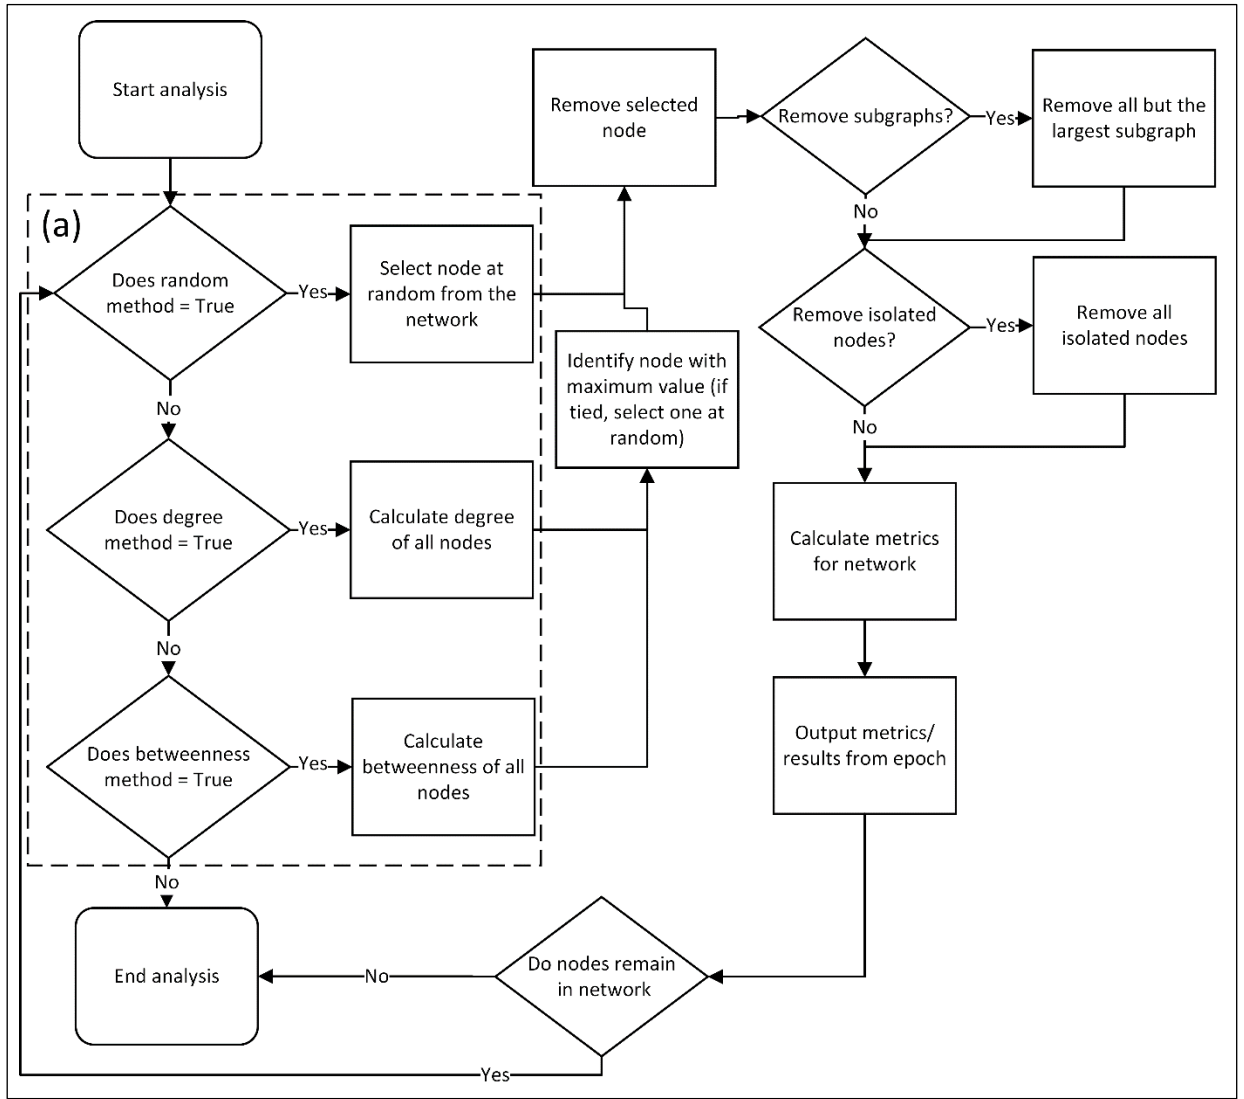 Start analysis
(a)
Does random
method = True
Yes
Select node at
random from the
network
No
Does degree
method = True
Yes
Calculate degree
of all nodes
No
Does betweenness
method = True
Yes
Calculate
betweenness of all
nodes
No
End analysis
Identify node with
maximum value (if
tied, select one at
random)
Remove selected
node
Remove subgraphs?
Yes
Remove all but the
largest subgraph
No
Remove isolated
nodes?
Yes
Remove all
isolated nodes
No
Calculate metrics
for network
Output metrics/
results from epoch
Do nodes remain
in network
No
Yes